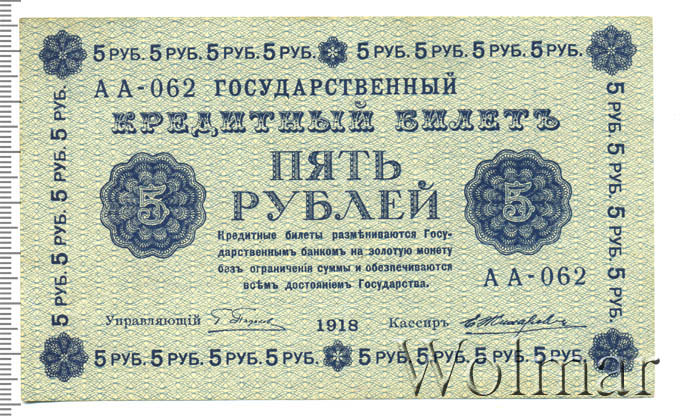 5 РУБ. 5 РУБ. 5 РУБ. 5 РУБ. 5 РУБ. 5 РУБ. 5 РУБ. 5 РУБ.
АА-062 ГОСУДАРСТВЕННЫЙ
КРЕДИТНЫЙ БИЛЕТЪ
ПЯТЬ
РУБЛЕЙ
5
5
Кредитные билеты размѣниваются Госу-
дарственнымъ банкомъ на золотую монету
безъ ограниченія суммы и обезпечиваются
всѣмъ достояніемъ Государства.
АА-062
Управляющій
1918
Кассиръ
5 РУБ. 5 РУБ. 5 РУБ. 5 РУБ. 5 РУБ.
5 РУБ. 5 РУБ. 5 РУБ. 5 РУБ. 5 РУБ.
5 РУБ. 5 РУБ. 5 РУБ. 5 РУБ. 5 РУБ. 5 РУБ. 5 РУБ. 5 РУБ.
Wolmar